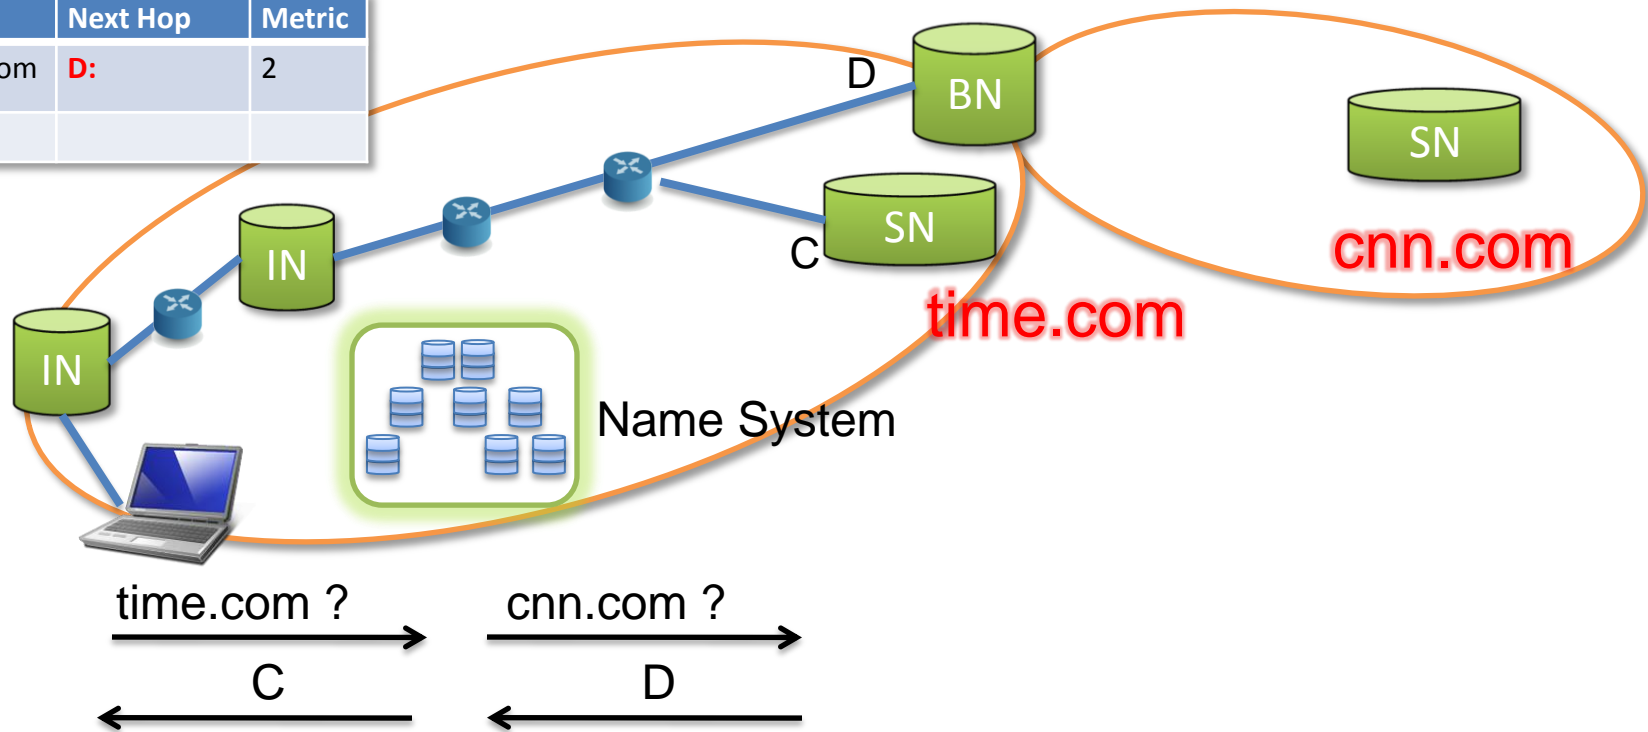 Next Hop Metric
om D: 2
D
BN
SN
SN
IN
C
cnn.com
time.com
IN
Name System
time.com ? cnn.com ?
C D